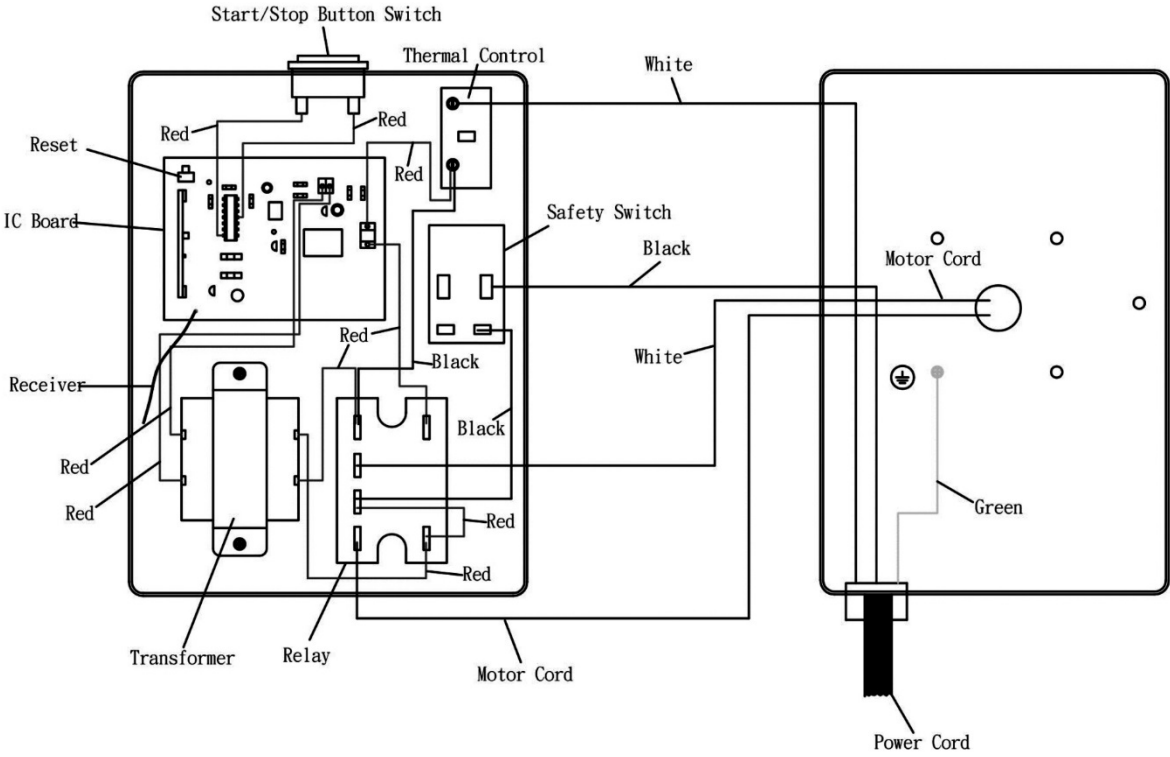 Start/Stop Button Switch
Thermal Control
White
Red
Red
Reset
Red
IC Board
Safety Switch
Black
Motor Cord
Red
White
Black
Receiver
Black
Red
Red
Green
Red
Red
Transformer
Relay
Motor Cord
Power Cord